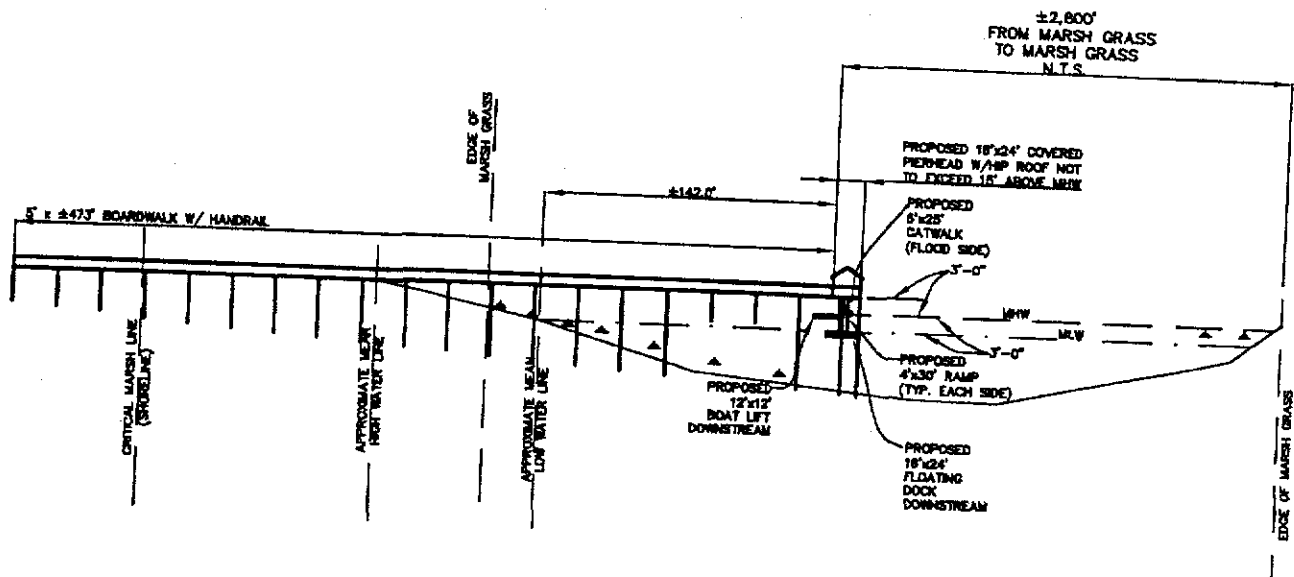 ±2,800'
FROM MARSH GRASS
TO MARSH GRASS
N.T.S.
EDGE OF
MARSH GRASS
PROPOSED 16'x24' COVERED
PIERHEAD W/HIP ROOF NOT
TO EXCEED 15' ABOVE MHW
±142.0'
5' x ±473' BOARDWALK W/ HANDRAIL
PROPOSED
6'x25'
CATWALK
(FLOOD SIDE)
3'-0"
MHW
MLW
3'-0"
PROPOSED
4'x30' RAMP
(TYP. EACH SIDE)
PROPOSED
12'x12'
BOAT LIFT
DOWNSTREAM
CRITICAL MARSH LINE
(SHORELINE)
APPROXIMATE MEAN
HIGH WATER LINE
APPROXIMATE MEAN
LOW WATER LINE
PROPOSED
16'x24'
FLOATING
DOCK
DOWNSTREAM
EDGE OF MARSH GRASS